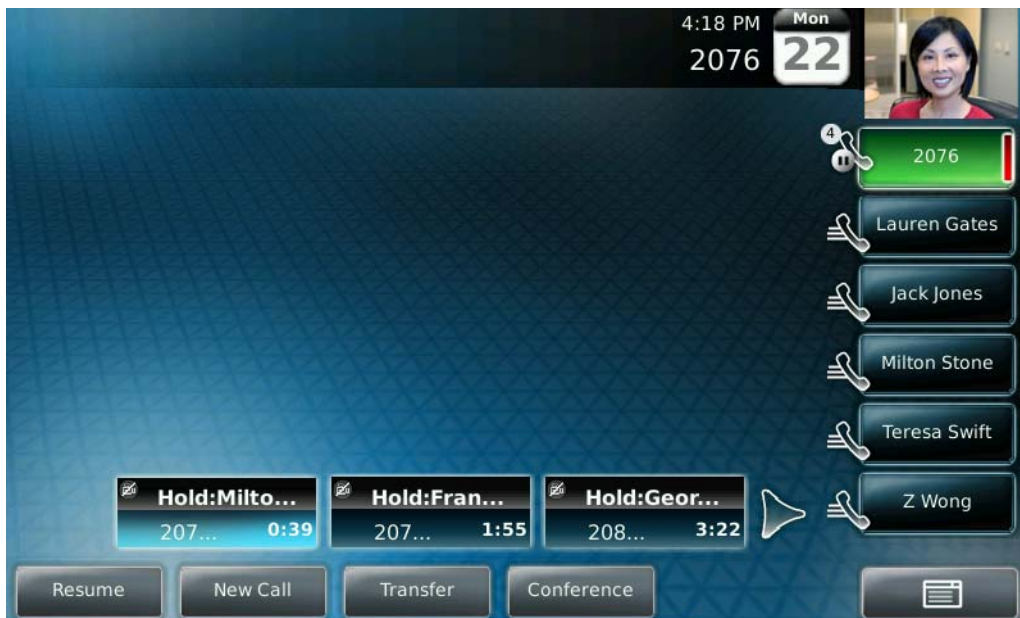 4:18 PM
Mon
2076
22
4
2076
Lauren Gates
Jack Jones
Milton Stone
Teresa Swift
Z Wong
Hold:Milto...
207... 0:39
Hold:Fran...
207... 1:55
Hold:Geor...
208... 3:22
Resume
New Call
Transfer
Conference